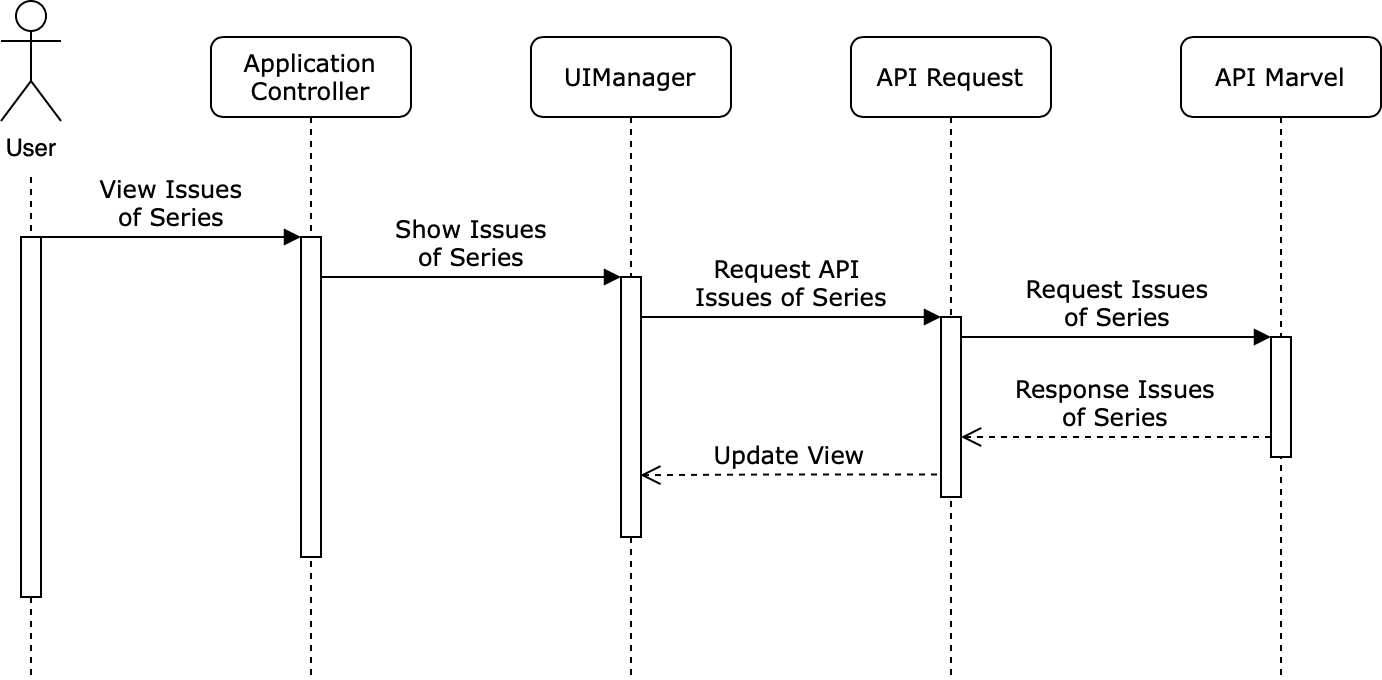 Application
Controller
UIManager
API Request
API Marvel
User
View Issues
of Series
Show Issues
of Series
Request API
Issues of Series
Request Issues
of Series
Response Issues
of Series
Update View